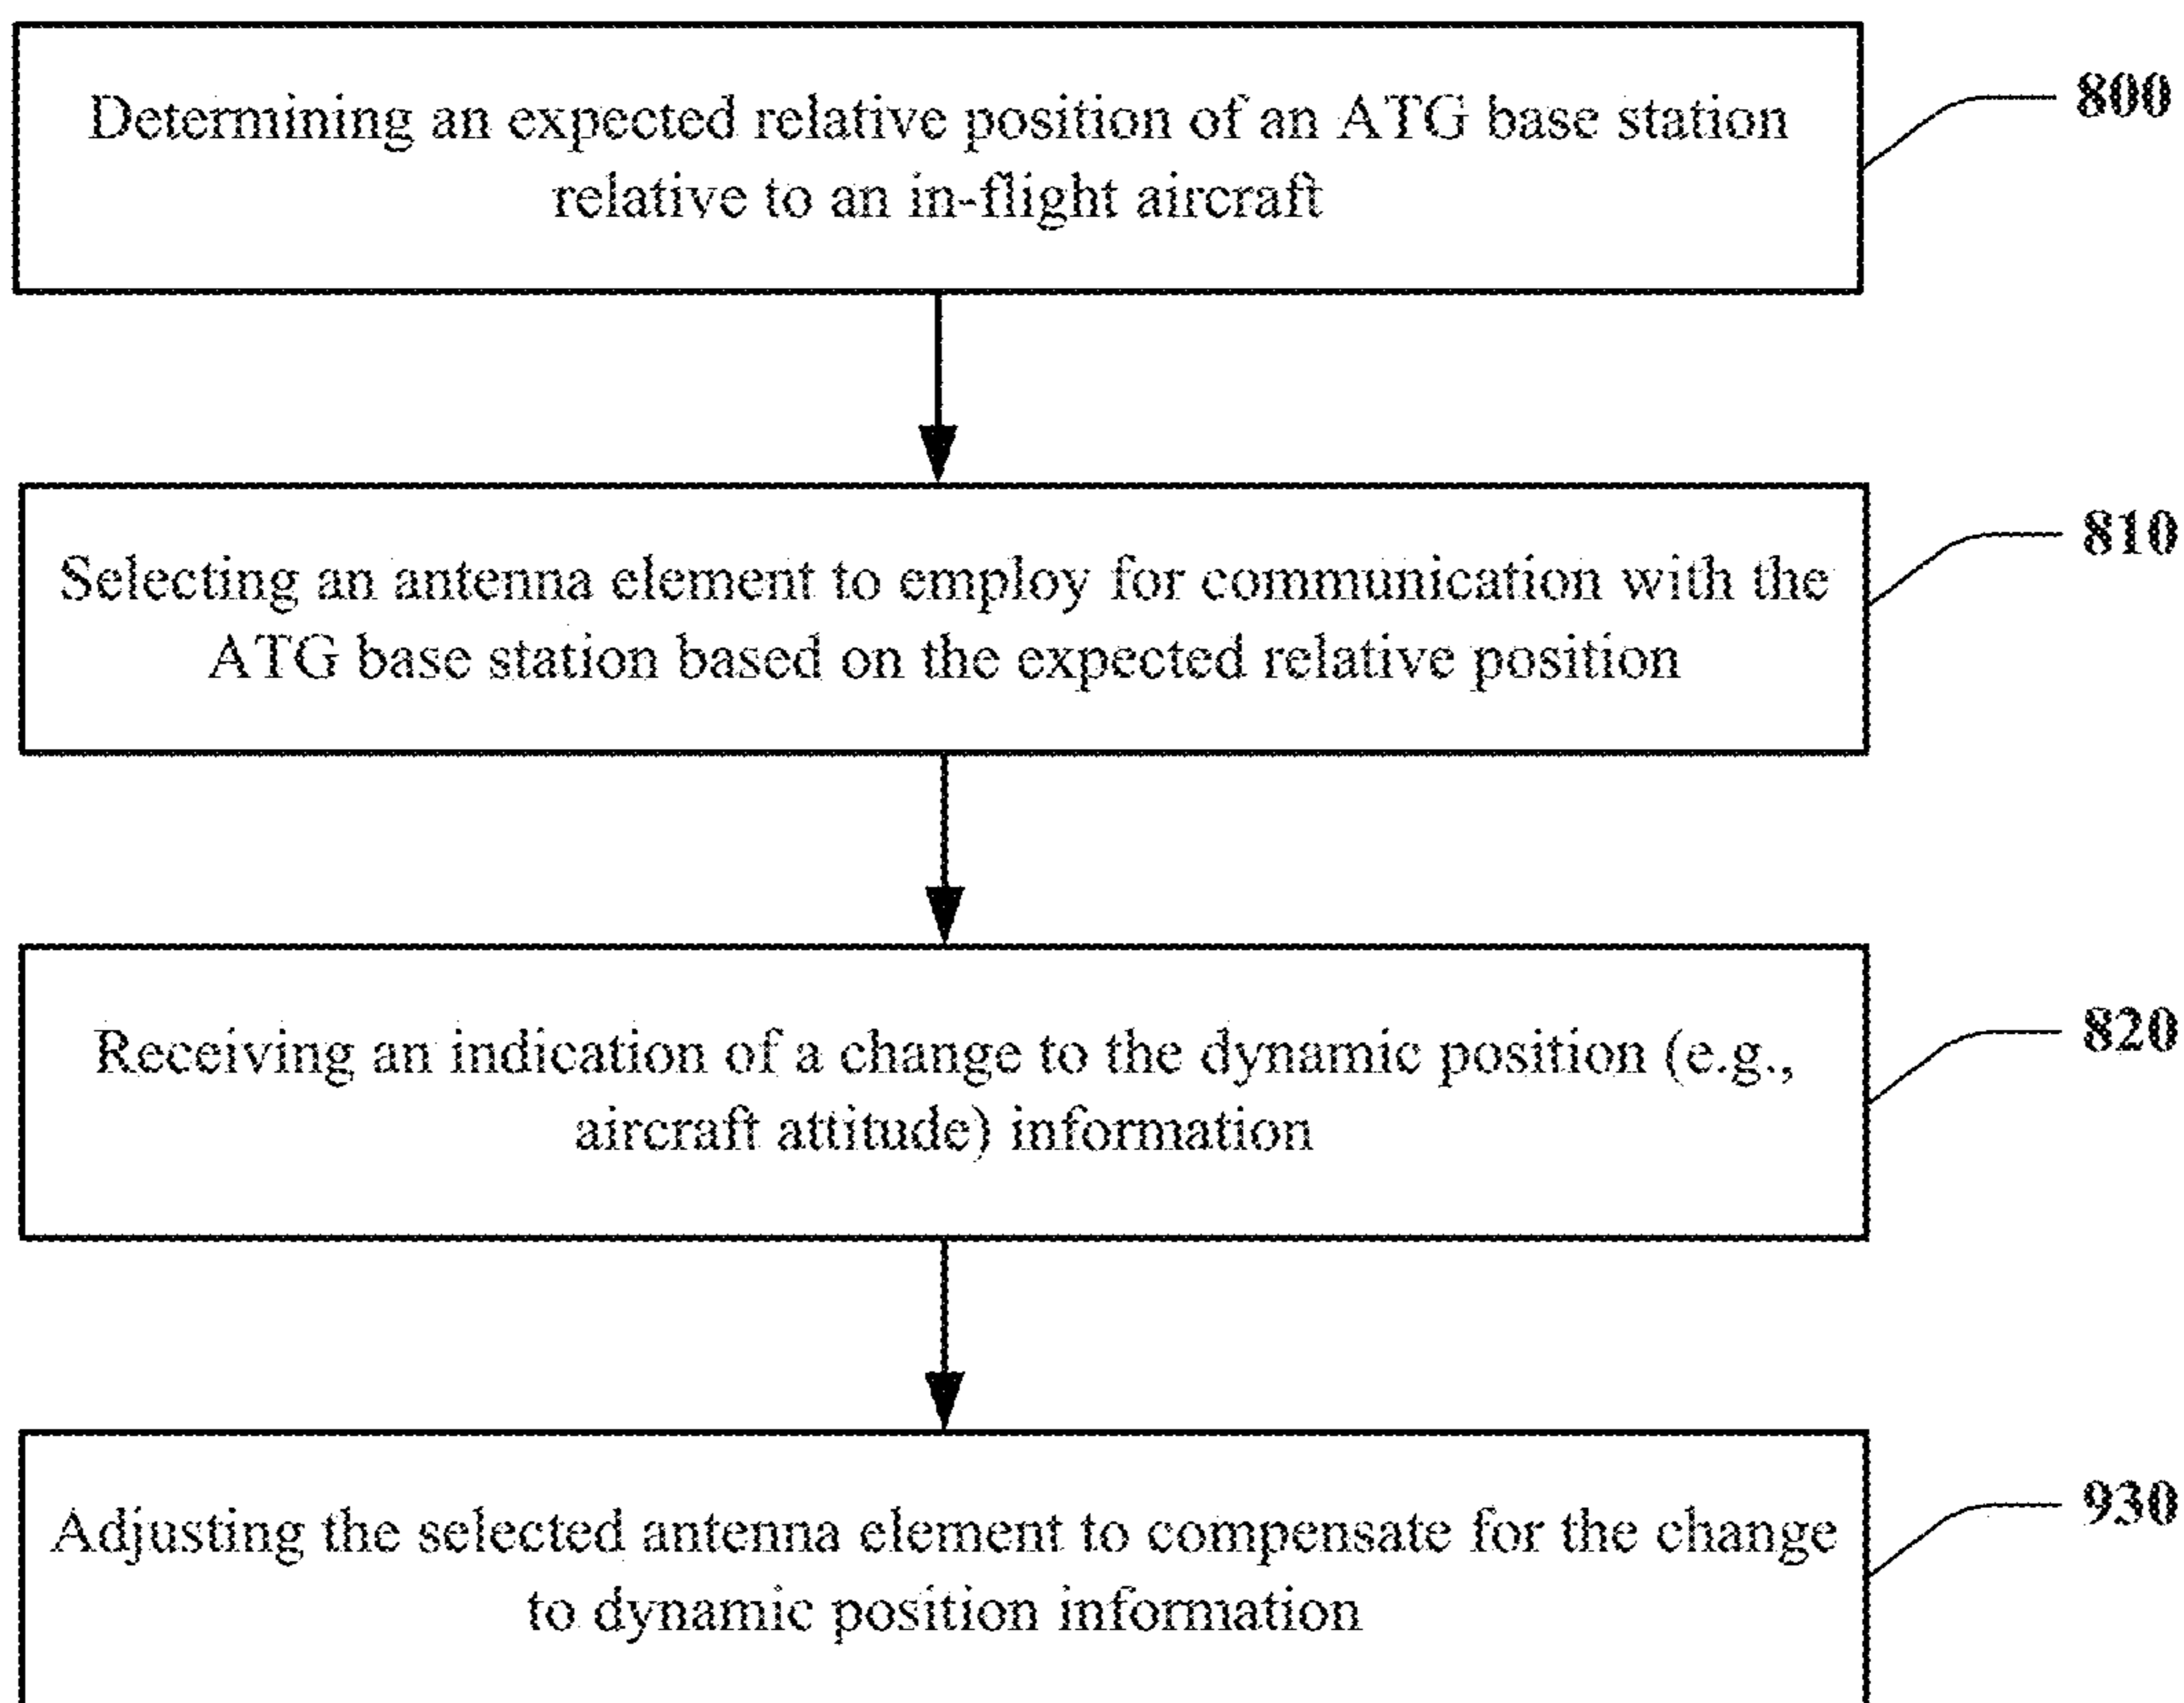 Determining an expected relative position of an ATG base station
relative to an in-flight aircraft
800
Selecting an antenna element to employ for communication with the
ATG base station based on the expected relative position
810
Receiving an indication of a change to the dynamic position (e.g.,
aircraft attitude) information
820
Adjusting the selected antenna element to compensate for the change
to dynamic position information
930